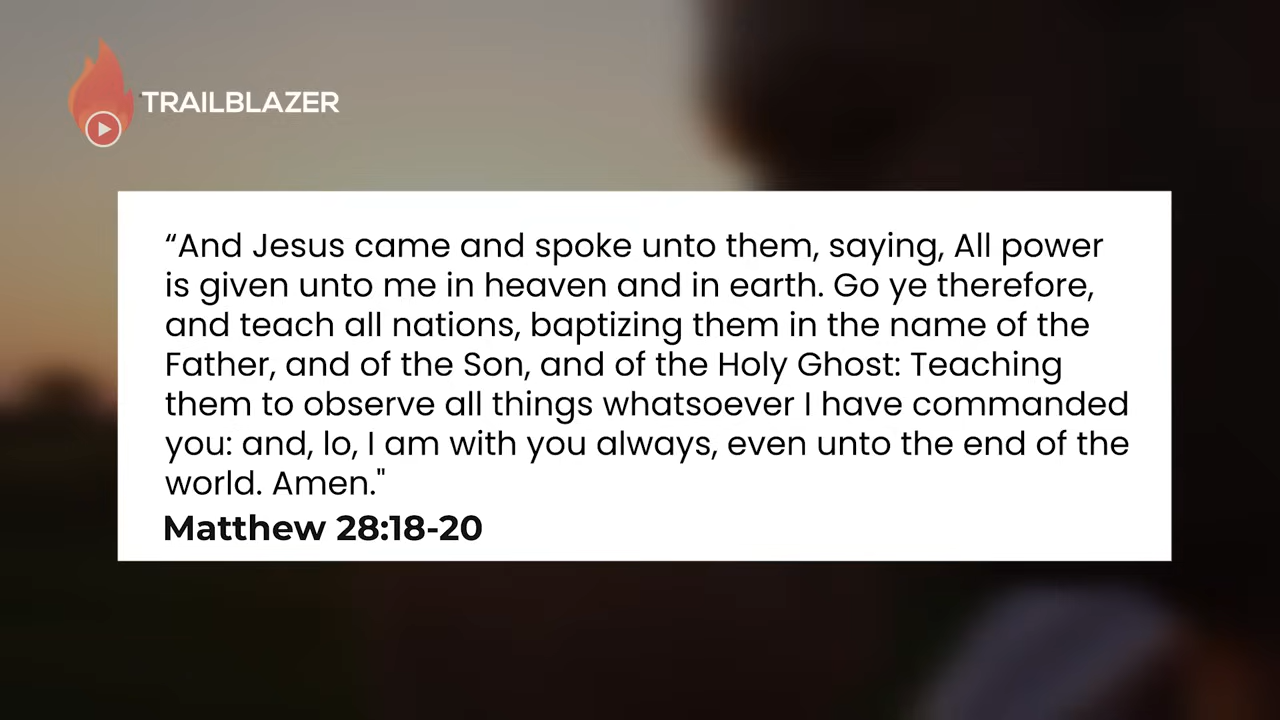 TRAILBLAZER
“And Jesus came and spoke unto them, saying, All power
is given unto me in heaven and in earth. Go ye therefore,
and teach all nations, baptizing them in the name of the
Father, and of the Son, and of the Holy Ghost: Teaching
them to observe all things whatsoever I have commanded
you: and, lo, I am with you always, even unto the end of the
world. Amen."
Matthew 28:18-20